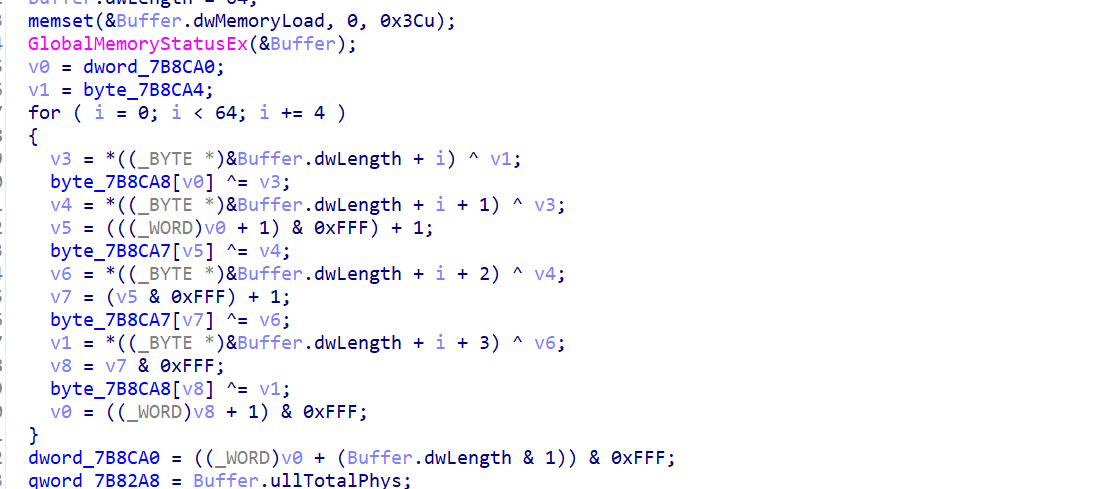 Buffer.dwLength = 64;
memset(&Buffer.dwMemoryLoad, 0, 0x3Cu);
GlobalMemoryStatusEx(&Buffer);
v0 = dword_7B8CA0;
v1 = byte_7B8CA4;
for ( i = 0; i < 64; i += 4 )
{
v3 = *((_BYTE *)&Buffer.dwLength + i) ^ v1;
byte_7B8CA8[v0] ^= v3;
v4 = *((_BYTE *)&Buffer.dwLength + i + 1) ^ v3;
v5 = (((_WORD)v0 + 1) & 0xFFF) + 1;
byte_7B8CA7[v5] ^= v4;
v6 = *((_BYTE *)&Buffer.dwLength + i + 2) ^ v4;
v7 = (v5 & 0xFFF) + 1;
byte_7B8CA7[v7] ^= v6;
v1 = *((_BYTE *)&Buffer.dwLength + i + 3) ^ v6;
v8 = v7 & 0xFFF;
byte_7B8CA8[v8] ^= v1;
v0 = ((_WORD)v8 + 1) & 0xFFF;
}
dword_7B8CA0 = ((_WORD)v0 + (Buffer.dwLength & 1)) & 0xFFF;
qword_7B82A8 = Buffer.ullTotalPhys;